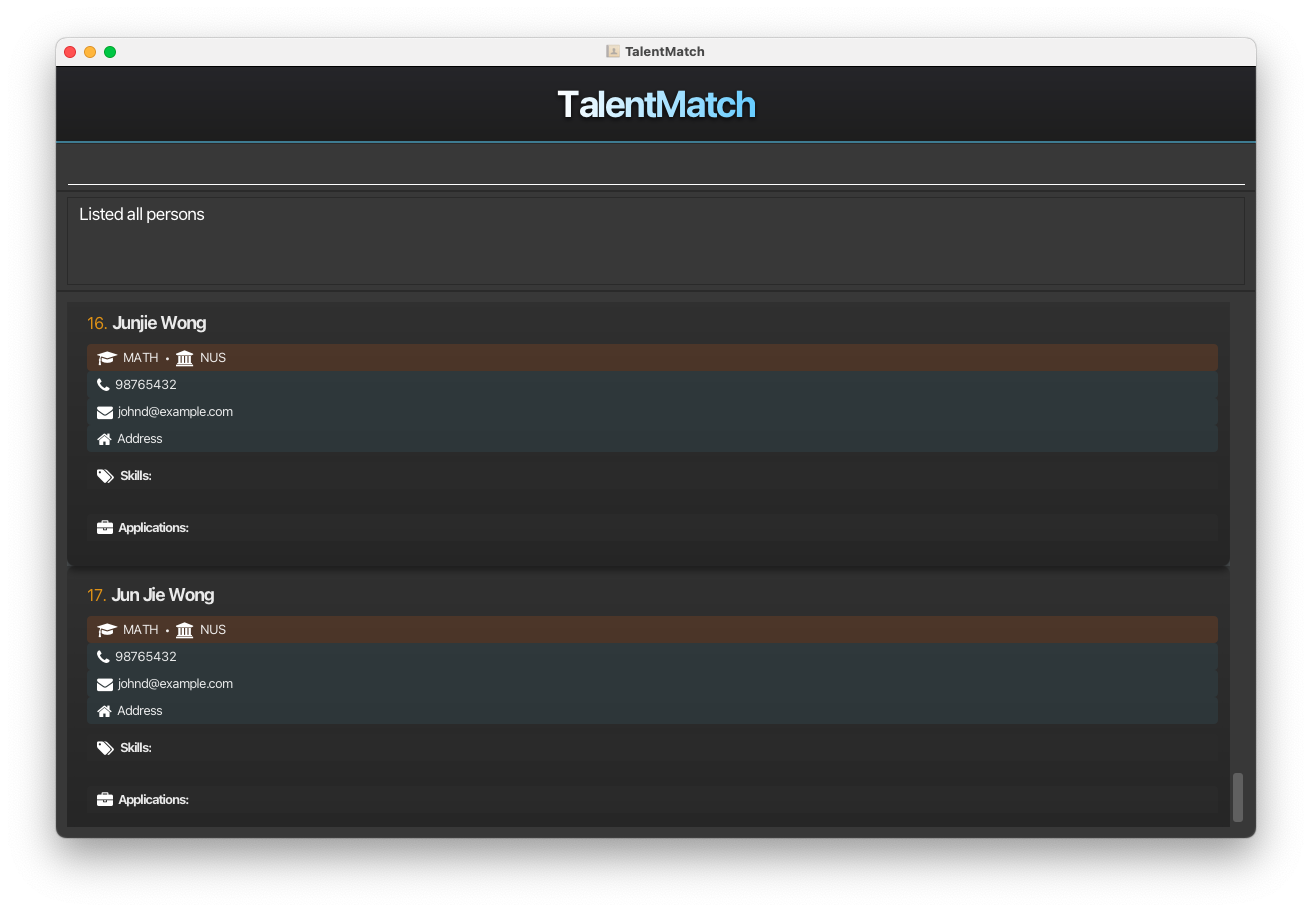 TalentMatch
TalentMatch
Listed all persons
16. Junjie Wong
MATH • NUS
98765432
johnd@example.com
Address
Skills:
Applications:
17. Jun Jie Wong
MATH • NUS
98765432
johnd@example.com
Address
Skills:
Applications: